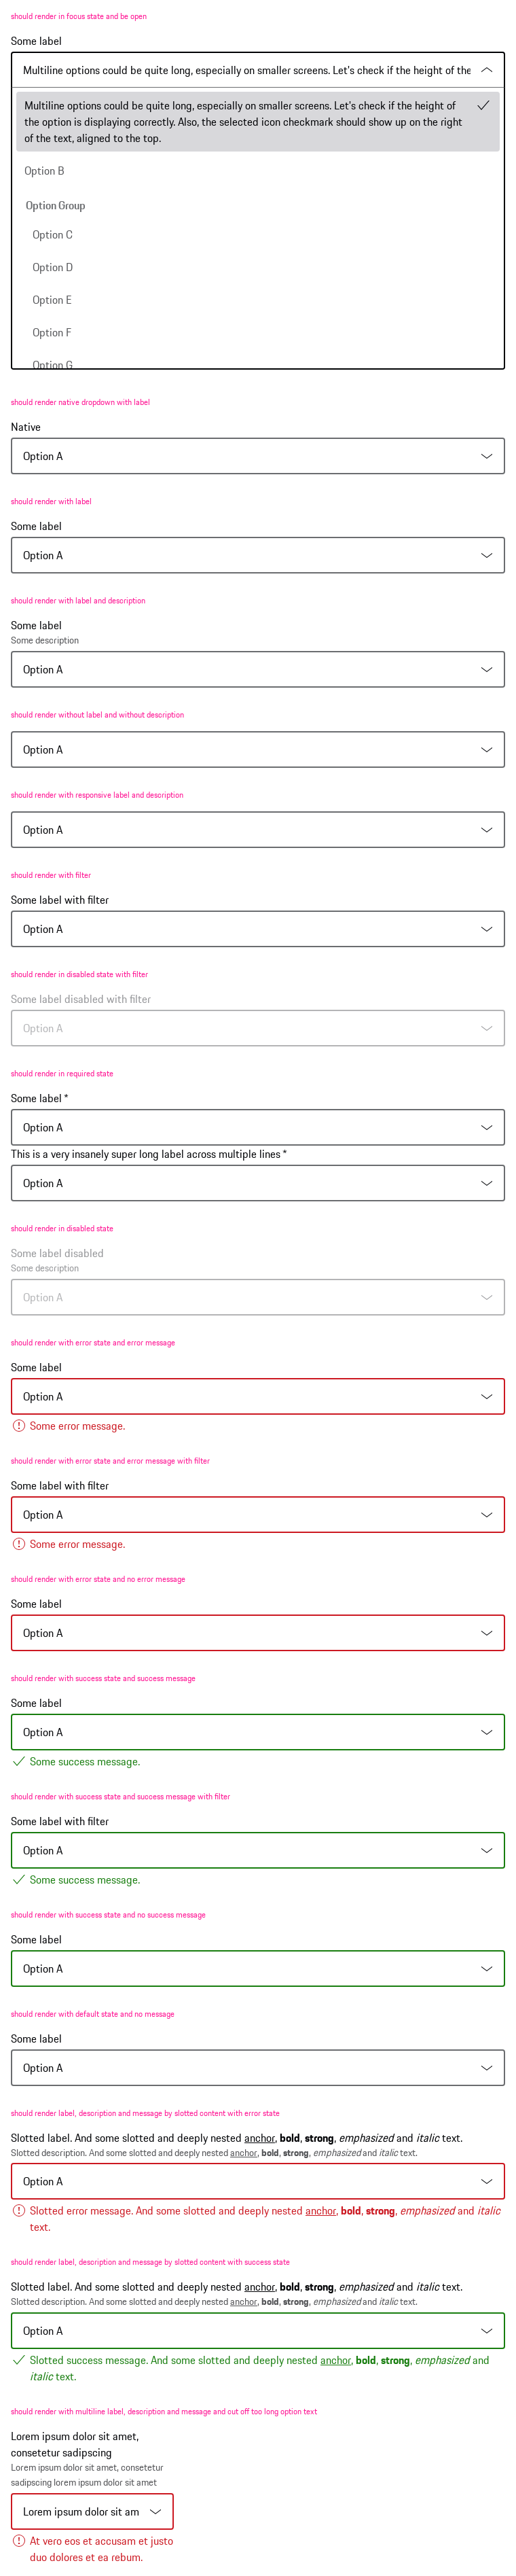 should render in focus state and be open
Some label
Multiline options could be quite long, especially on smaller screens. Let's check if the height of the
Multiline options could be quite long, especially on smaller screens. Let's check if the height of
the option is displaying correctly. Also, the selected icon checkmark should show up on the right
of the text, aligned to the top.
Option B
Option Group
Option C
Option D
Option E
Option F
Option G
should render native dropdown with label
Native
Option A
should render with label
Some label
Option A
should render with label and description
Some label
Some description
Option A
should render without label and without description
Option A
should render with responsive label and description
Option A
should render with filter
Some label with filter
Option A
should render in disabled state with filter
Some label disabled with filter
Option A
should render in required state
Some label *
Option A
This is a very insanely super long label across multiple lines *
Option A
should render in disabled state
Some label disabled
Some description
Option A
should render with error state and error message
Some label
Option A
Some error message.
should render with error state and error message with filter
Some label with filter
Option A
Some error message.
should render with error state and no error message
Some label
Option A
should render with success state and success message
Some label
Option A
Some success message.
should render with success state and success message with filter
Some label with filter
Option A
Some success message.
should render with success state and no success message
Some label
Option A
should render with default state and no message
Some label
Option A
should render label, description and message by slotted content with error state
Slotted label. And some slotted and deeply nested anchor, bold, strong, emphasized and italic text.
Slotted description. And some slotted and deeply nested anchor, bold, strong, emphasized and italic text.
Option A
Slotted error message. And some slotted and deeply nested anchor, bold, strong, emphasized and italic
text.
should render label, description and message by slotted content with success state
Slotted label. And some slotted and deeply nested anchor, bold, strong, emphasized and italic text.
Slotted description. And some slotted and deeply nested anchor, bold, strong, emphasized and italic text.
Option A
Slotted success message. And some slotted and deeply nested anchor, bold, strong, emphasized and
italic text.
should render with multiline label, description and message and cut off too long option text
Lorem ipsum dolor sit amet,
consetetur sadipscing
Lorem ipsum dolor sit amet, consetetur
sadipscing lorem ipsum dolor sit amet
Lorem ipsum dolor sit am
At vero eos et accusam et justo
duo dolores et ea rebum.